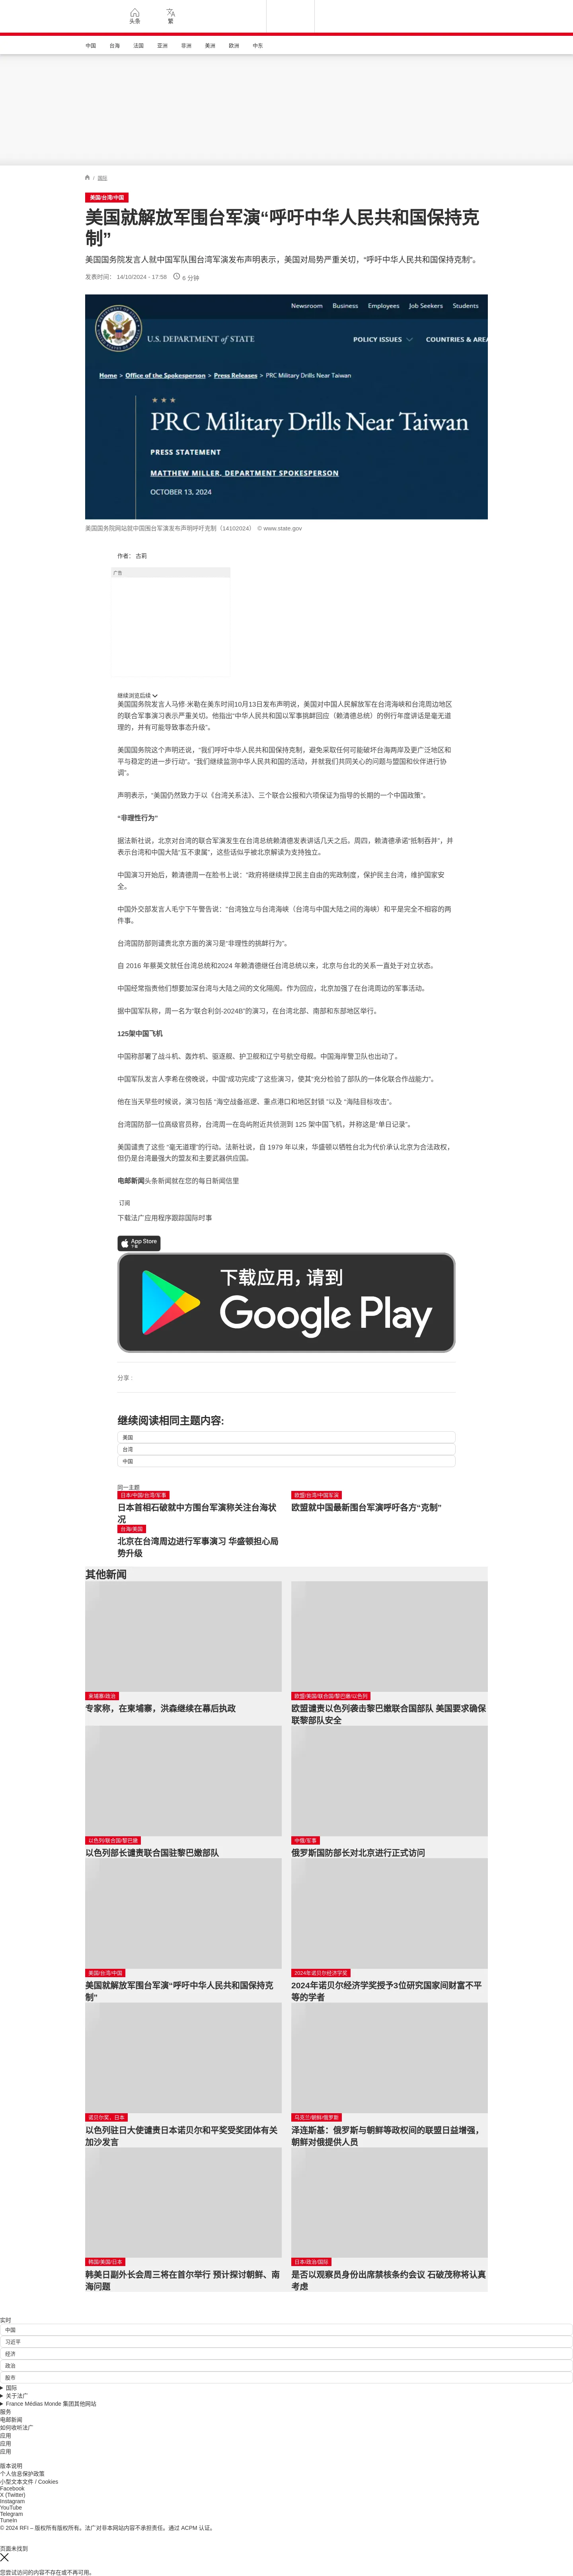 头条
繁
中国
台海
法国
亚洲
非洲
美洲
欧洲
中东
/ 国际
美国/台湾/中国
美国就解放军围台军演“呼吁中华人民共和国保持克制”
美国国务院发言人就中国军队围台湾军演发布声明表示，美国对局势严重关切，“呼吁中华人民共和国保持克制”。
发表时间： 14/10/2024 - 17:58
6 分钟
Newsroom Business Employees Job Seekers Students
U.S. DEPARTMENT of STATE
POLICY ISSUES
COUNTRIES & AREA
Home > Office of the Spokesperson > Press Releases > PRC Military Drills Near Taiwan
PRC Military Drills Near Taiwan
PRESS STATEMENT
MATTHEW MILLER, DEPARTMENT SPOKESPERSON
OCTOBER 13, 2024
美国国务院网站就中国围台军演发布声明呼吁克制（14102024） © www.state.gov
作者： 古莉
广告
继续浏览后续
美国国务院发言人马修·米勒在美东时间10月13日发布声明说，美国对中国人民解放军在台湾海峡和台湾周边地区的联合军事演习表示严重关切。他指出“中华人民共和国以军事挑衅回应（赖清德总统）的例行年度讲话是毫无道理的，并有可能导致事态升级”。
美国国务院这个声明还说，“我们呼吁中华人民共和国保持克制，避免采取任何可能破坏台海两岸及更广泛地区和平与稳定的进一步行动”。“我们继续监测中华人民共和国的活动，并就我们共同关心的问题与盟国和伙伴进行协调”。
声明表示，“美国仍然致力于以《台湾关系法》、三个联合公报和六项保证为指导的长期的一个中国政策”。
“非理性行为”
据法新社说，北京对台湾的联合军演发生在台湾总统赖清德发表讲话几天之后。周四，赖清德承诺“抵制吞并”，并表示台湾和中国大陆“互不隶属”，这些话似乎被北京解读为支持独立。
中国演习开始后，赖清德周一在脸书上说：“政府将继续捍卫民主自由的宪政制度，保护民主台湾，维护国家安全。
中国外交部发言人毛宁下午警告说：“台湾独立与台湾海峡（台湾与中国大陆之间的海峡）和平是完全不相容的两件事。
台湾国防部则谴责北京方面的演习是“非理性的挑衅行为”。
自 2016 年蔡英文就任台湾总统和2024 年赖清德继任台湾总统以来，北京与台北的关系一直处于对立状态。
中国经常指责他们想要加深台湾与大陆之间的文化隔阂。作为回应，北京加强了在台湾周边的军事活动。
据中国军队称，周一名为“联合利剑-2024B”的演习，在台湾北部、南部和东部地区举行。
125架中国飞机
中国称部署了战斗机、轰炸机、驱逐舰、护卫舰和辽宁号航空母舰。中国海岸警卫队也出动了。
中国军队发言人李希在傍晚说，中国“成功完成”了这些演习，使其“充分检验了部队的一体化联合作战能力”。
他在当天早些时候说，演习包括 “海空战备巡逻、重点港口和地区封锁 ”以及 “海陆目标攻击”。
台湾国防部一位高级官员称，台湾周一在岛屿附近共侦测到 125 架中国飞机，并称这是“单日记录”。
美国谴责了这些 “毫无道理”的行动。法新社说，自 1979 年以来，华盛顿以牺牲台北为代价承认北京为合法政权，但仍是台湾最强大的盟友和主要武器供应国。
电邮新闻头条新闻就在您的每日新闻信里
订阅
下载法广应用程序跟踪国际时事
App Store
下载
下载应用，请到
Google Play
分享 :
继续阅读相同主题内容:
美国
台湾
中国
同一主题
日本/中国/台湾/军事
日本首相石破就中方围台军演称关注台海状况
欧盟/台湾/中国军演
欧盟就中国最新围台军演呼吁各方“克制”
台海/美国
北京在台湾周边进行军事演习 华盛顿担心局势升级
其他新闻
柬埔寨/政治
专家称，在柬埔寨，洪森继续在幕后执政
欧盟/美国/联合国/黎巴嫩/以色列
欧盟谴责以色列袭击黎巴嫩联合国部队 美国要求确保联黎部队安全
以色列/联合国/黎巴嫩
以色列部长谴责联合国驻黎巴嫩部队
中俄/军事
俄罗斯国防部长对北京进行正式访问
美国/台湾/中国
美国就解放军围台军演“呼吁中华人民共和国保持克制”
2024年诺贝尔经济学奖
2024年诺贝尔经济学奖授予3位研究国家间财富不平等的学者
诺贝尔奖，日本
以色列驻日大使谴责日本诺贝尔和平奖受奖团体有关加沙发言
乌克兰/朝鲜/俄罗斯
泽连斯基：俄罗斯与朝鲜等政权间的联盟日益增强，朝鲜对俄提供人员
韩国/美国/日本
韩美日副外长会周三将在首尔举行 预计探讨朝鲜、南海问题
日本/政治/国际
是否以观察员身份出席禁核条约会议 石破茂称将认真考虑
实时
中国
习近平
经济
政治
股市
国际
关于法广
France Médias Monde 集团其他网站
服务
电邮新闻
如何收听法广
应用
应用
应用
版本说明
个人信息保护政策
小型文本文件 / Cookies
Facebook
X (Twitter)
Instagram
YouTube
Telegram
TuneIn
© 2024 RFI – 版权所有版权所有。法广对非本网站内容不承担责任。通过 ACPM 认证。
页面未找到
您尝试访问的内容不存在或不再可用。